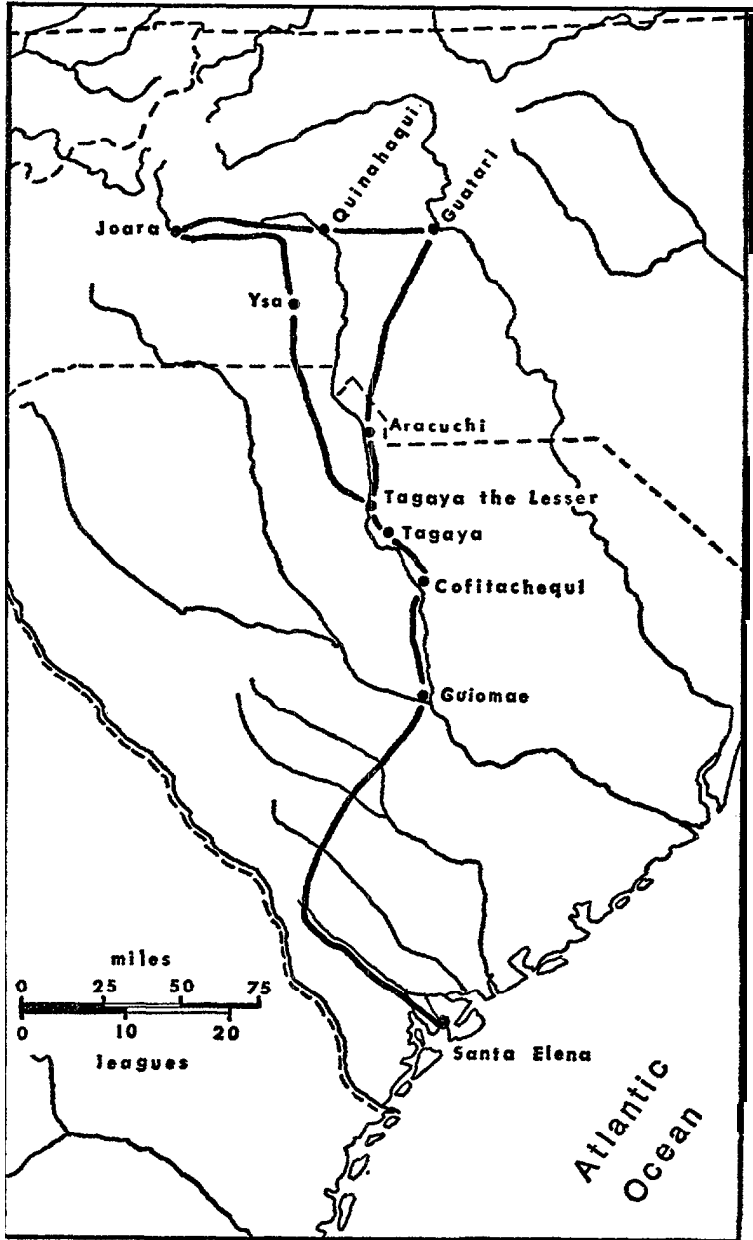 Quinahaqui.
Guatari
Joara
Ysa
Aracuchi
Tagaya the Lesser
Tagaya
Cofitachequi
Guiomae
miles
0 25 50 75
0 10 20
leagues
Santa Elena
Atlantic
Ocean